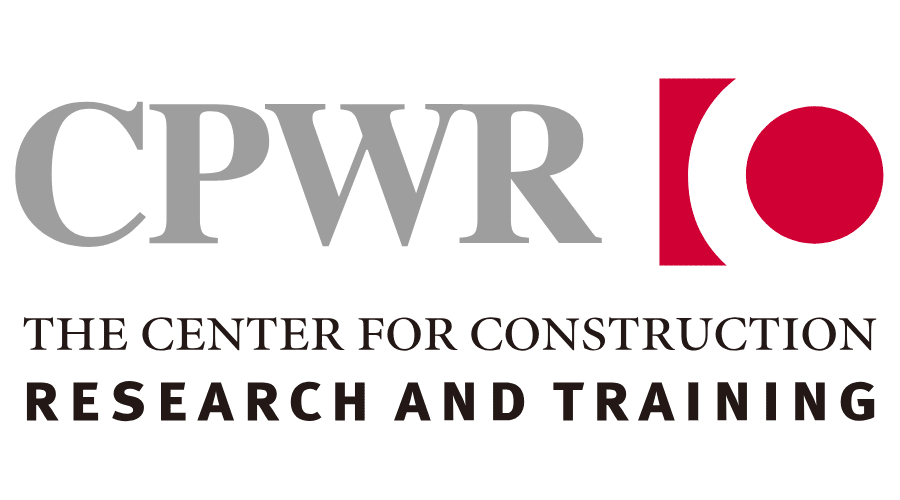 CPWR
THE CENTER FOR CONSTRUCTION
RESEARCH AND TRAINING